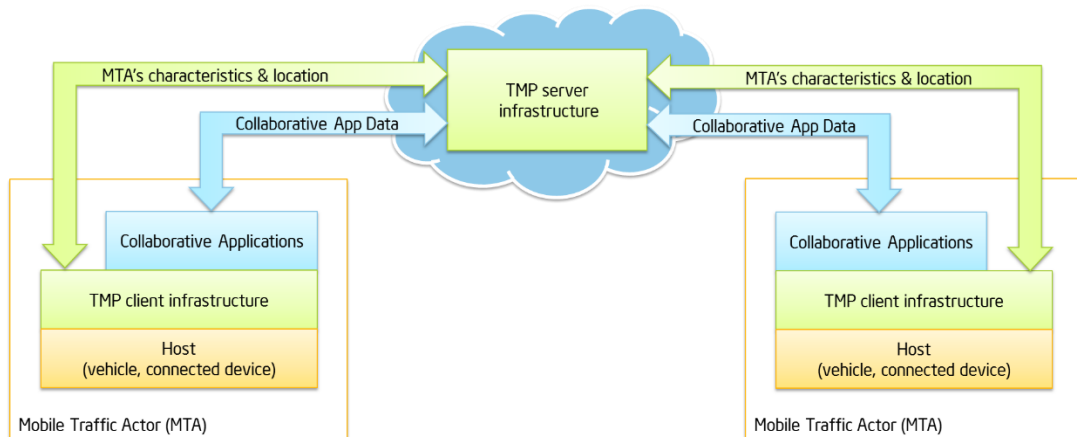 MTA's characteristics & location
TMP server
infrastructure
MTA's characteristics & location
Collaborative App Data
Collaborative App Data
Collaborative Applications
TMP client infrastructure
Host
(vehicle, connected device)
Mobile Traffic Actor (MTA)
Collaborative Applications
TMP client infrastructure
Host
(vehicle, connected device)
Mobile Traffic Actor (MTA)